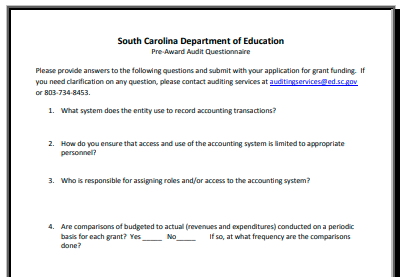 South Carolina Department of Education
Pre-Award Audit Questionnaire
Please provide answers to the following questions and submit with your application for grant funding. If
you need clarification on any question, please contact auditing services at auditingservices@ed.sc.gov
or 803-734-8453.
1. What system does the entity use to record accounting transactions?
2. How do you ensure that access and use of the accounting system is limited to appropriate
personnel?
3. Who is responsible for assigning roles and/or access to the accounting system?
4. Are comparisons of budgeted to actual (revenues and expenditures) conducted on a periodic
basis for each grant? Yes _____ No_____ If so, at what frequency are the comparisons
done?